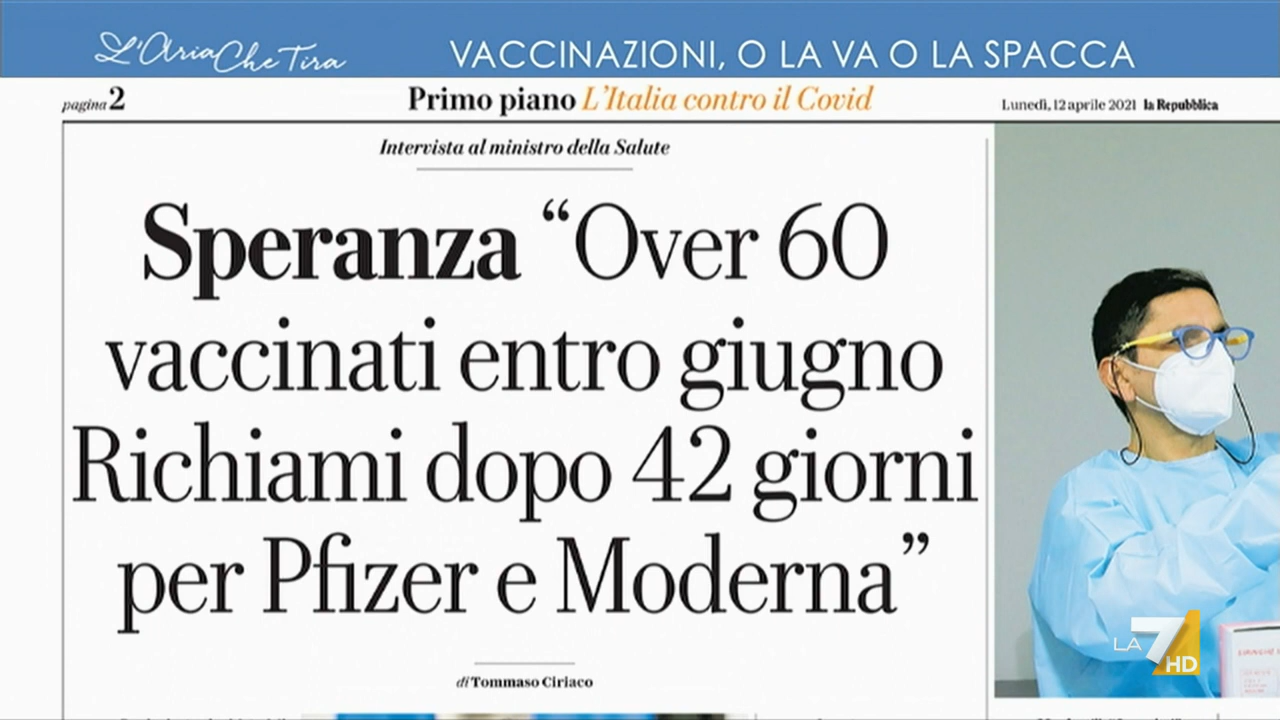 L'Aria Che Tira
VACCINAZIONI, O LA VA O LA SPACCA
pagina 2
Primo piano L'Italia contro il Covid
Lunedì, 12 aprile 2021 la Repubblica
Intervista al ministro della Salute
Speranza “Over 60
vaccinati entro giugno
Richiami dopo 42 giorni
per Pfizer e Moderna”
di Tommaso Ciriaco
LA 7 HD